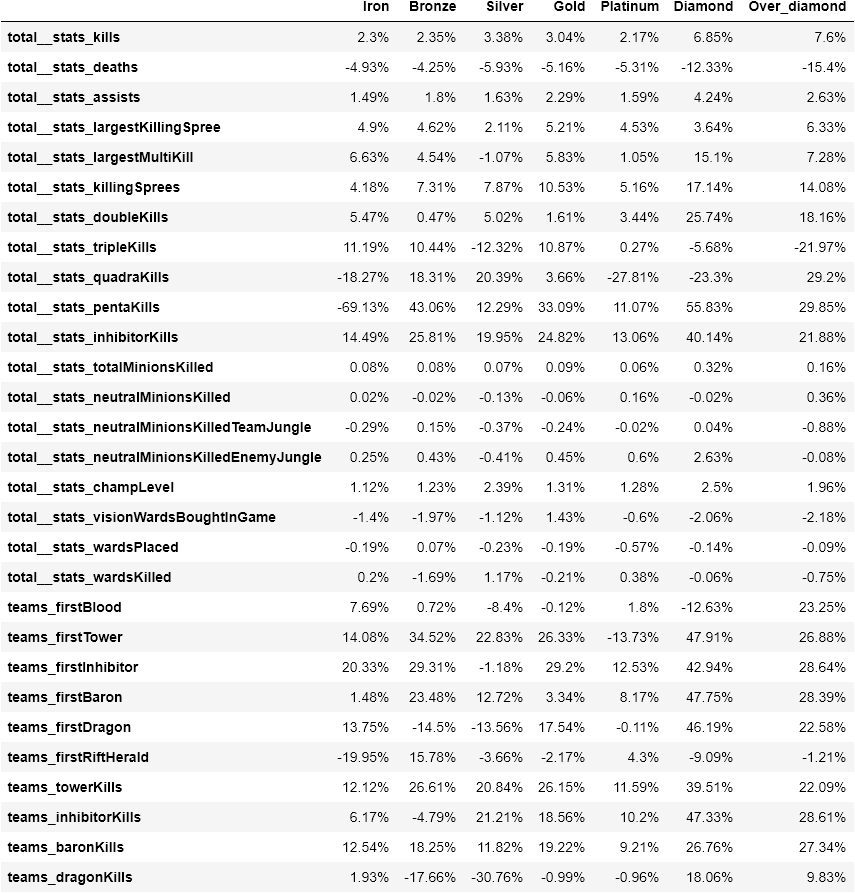 Iron Bronze Silver Gold Platinum Diamond Over_diamond
total__stats_kills 2.3% 2.35% 3.38% 3.04% 2.17% 6.85% 7.6%
total__stats_deaths -4.93% -4.25% -5.93% -5.16% -5.31% -12.33% -15.4%
total__stats_assists 1.49% 1.8% 1.63% 2.29% 1.59% 4.24% 2.63%
total__stats_largestKillingSpree 4.9% 4.62% 2.11% 5.21% 4.53% 3.64% 6.33%
total__stats_largestMultiKill 6.63% 4.54% -1.07% 5.83% 1.05% 15.1% 7.28%
total__stats_killingSprees 4.18% 7.31% 7.87% 10.53% 5.16% 17.14% 14.08%
total__stats_doubleKills 5.47% 0.47% 5.02% 1.61% 3.44% 25.74% 18.16%
total__stats_tripleKills 11.19% 10.44% -12.32% 10.87% 0.27% -5.68% -21.97%
total__stats_quadraKills -18.27% 18.31% 20.39% 3.66% -27.81% -23.3% 29.2%
total__stats_pentaKills -69.13% 43.06% 12.29% 33.09% 11.07% 55.83% 29.85%
total__stats_inhibitorKills 14.49% 25.81% 19.95% 24.82% 13.06% 40.14% 21.88%
total__stats_totalMinionsKilled 0.08% 0.08% 0.07% 0.09% 0.06% 0.32% 0.16%
total__stats_neutralMinionsKilled 0.02% -0.02% -0.13% -0.06% 0.16% -0.02% 0.36%
total__stats_neutralMinionsKilledTeamJungle -0.29% 0.15% -0.37% -0.24% -0.02% 0.04% -0.88%
total__stats_neutralMinionsKilledEnemyJungle 0.25% 0.43% -0.41% 0.45% 0.6% 2.63% -0.08%
total__stats_champLevel 1.12% 1.23% 2.39% 1.31% 1.28% 2.5% 1.96%
total__stats_visionWardsBoughtInGame -1.4% -1.97% -1.12% 1.43% -0.6% -2.06% -2.18%
total__stats_wardsPlaced -0.19% 0.07% -0.23% -0.19% -0.57% -0.14% -0.09%
total__stats_wardsKilled 0.2% -1.69% 1.17% -0.21% 0.38% -0.06% -0.75%
teams_firstBlood 7.69% 0.72% -8.4% -0.12% 1.8% -12.63% 23.25%
teams_firstTower 14.08% 34.52% 22.83% 26.33% -13.73% 47.91% 26.88%
teams_firstInhibitor 20.33% 29.31% -1.18% 29.2% 12.53% 42.94% 28.64%
teams_firstBaron 1.48% 23.48% 12.72% 3.34% 8.17% 47.75% 28.39%
teams_firstDragon 13.75% -14.5% -13.56% 17.54% -0.11% 46.19% 22.58%
teams_firstRiftHerald -19.95% 15.78% -3.66% -2.17% 4.3% -9.09% -1.21%
teams_towerKills 12.12% 26.61% 20.84% 26.15% 11.59% 39.51% 22.09%
teams_inhibitorKills 6.17% -4.79% 21.21% 18.56% 10.2% 47.33% 28.61%
teams_baronKills 12.54% 18.25% 11.82% 19.22% 9.21% 26.76% 27.34%
teams_dragonKills 1.93% -17.66% -30.76% -0.99% -0.96% 18.06% 9.83%